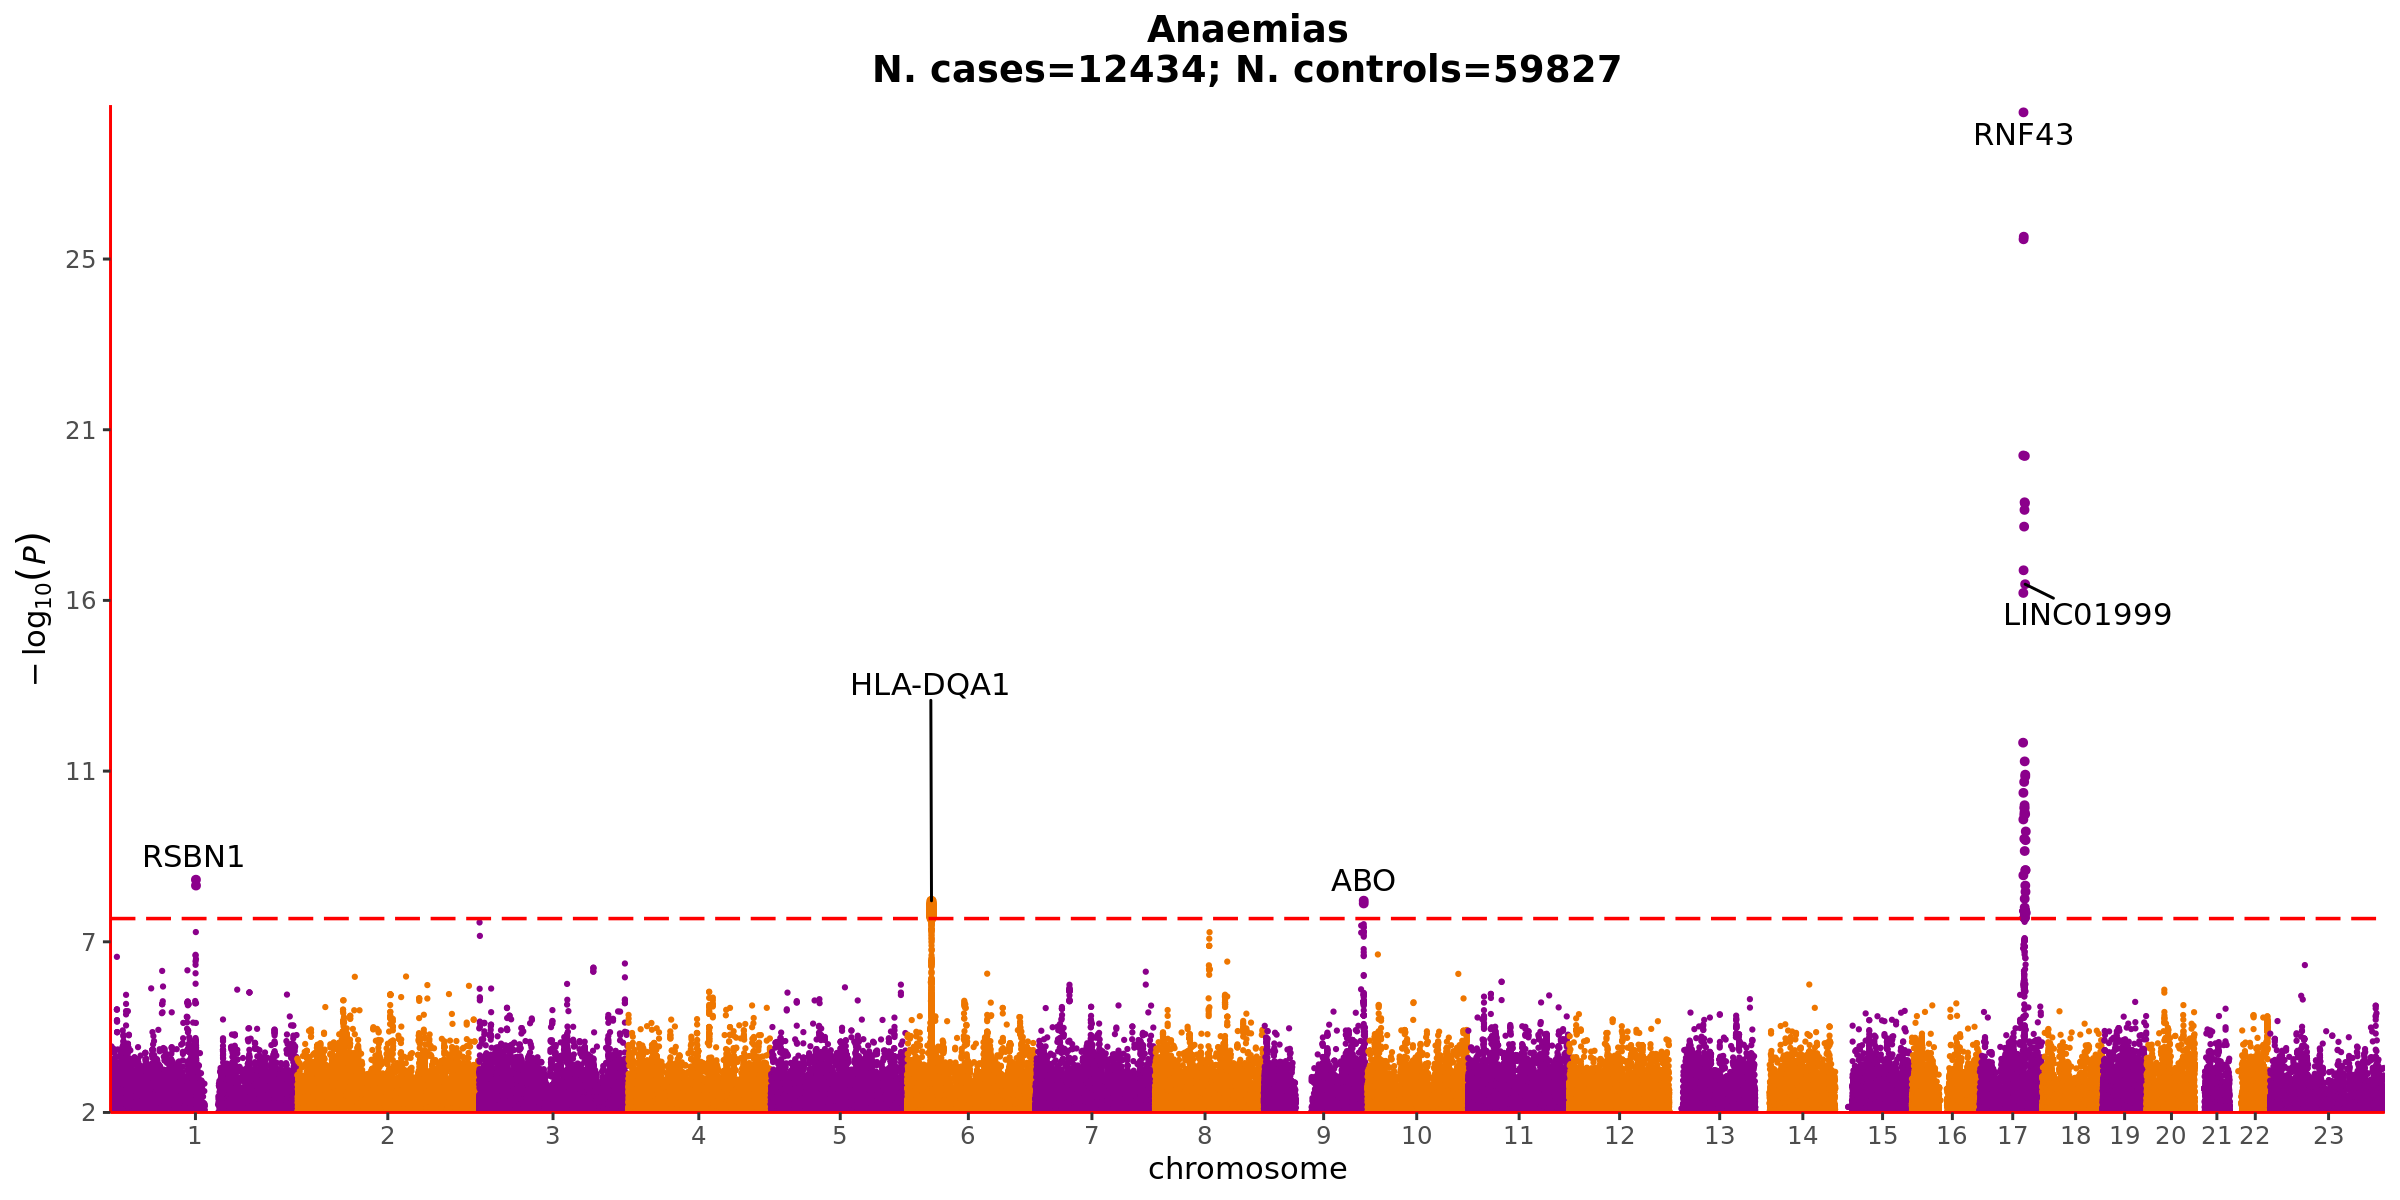 Anaemias
N. cases=12434; N. controls=59827
RNF43
25
21
16
LINC01999
− log10(P)
HLA-DQA1
11
RSBN1
ABO
7
2
1 2 3 4 5 6 7 8 9 10 11 12 13 14 15 16 17 18 19 20 21 22 23
chromosome